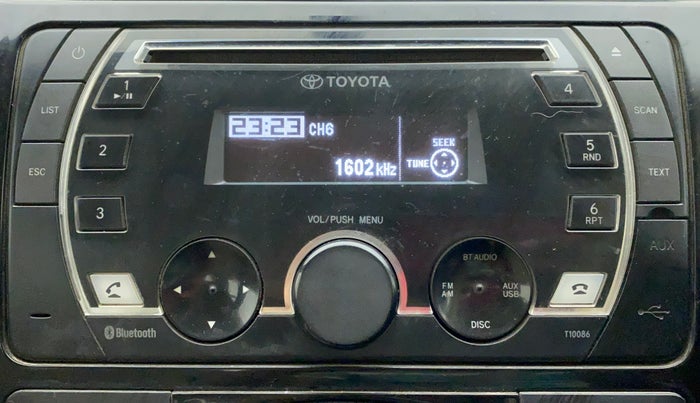 TOYOTA
1
4
LIST
SCAN
23:23 CH6
SEEK
TUNE
1602 kHz
2
5
RND
ESC
TEXT
3
6
RPT
VOL/PUSH MENU
AUX
BT AUDIO
FM
AM
AUX
USB
DISC
Bluetooth
T10086